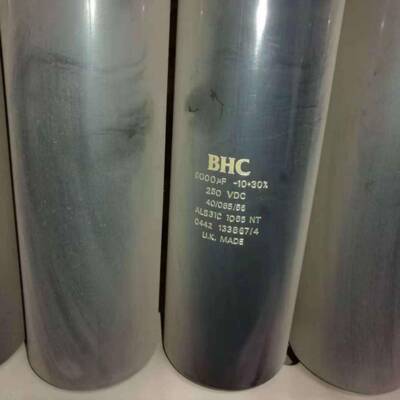 BHC
6000µF -10+30%
250 VDC
40/085/56
ALS31C 1065 NT
0442 133867/4
U.K. MADE